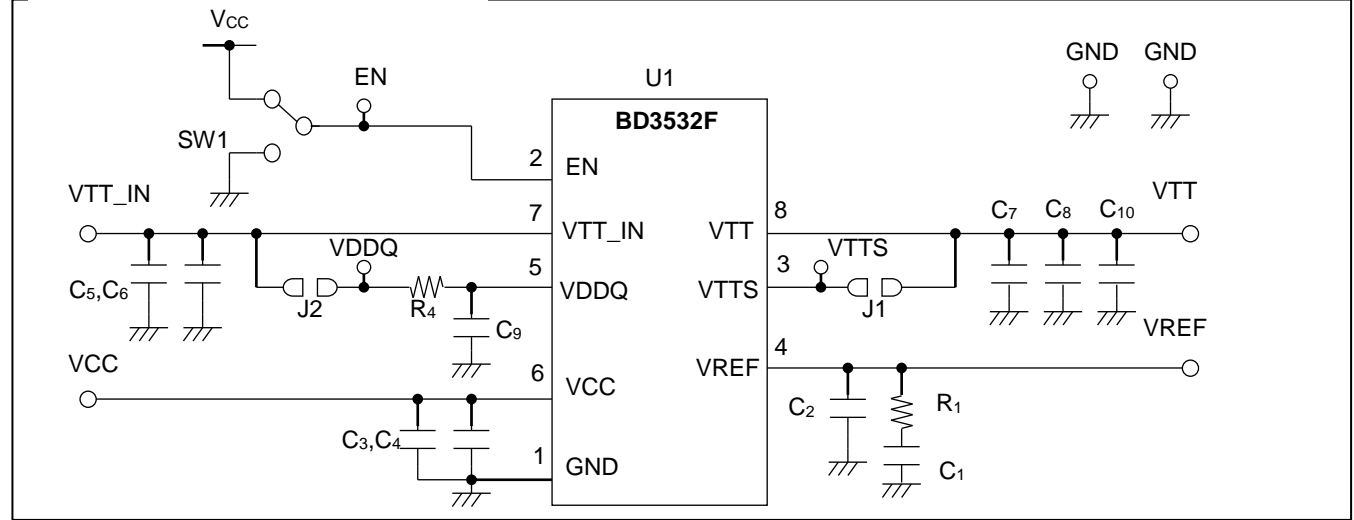 Vcc
EN
SW1
U1
BD3532F
GND GND
VTT_IN
2 EN
7 VTT_IN
VTT 8
C7 C8 C10
VTT
VDDQ
5 VDDQ
VTTS 3
VTTS
C5,C6
J2
R4
C9
J1
VREF
VCC
6 VCC
VREF 4
C2
R1
C3,C4
1 GND
C1